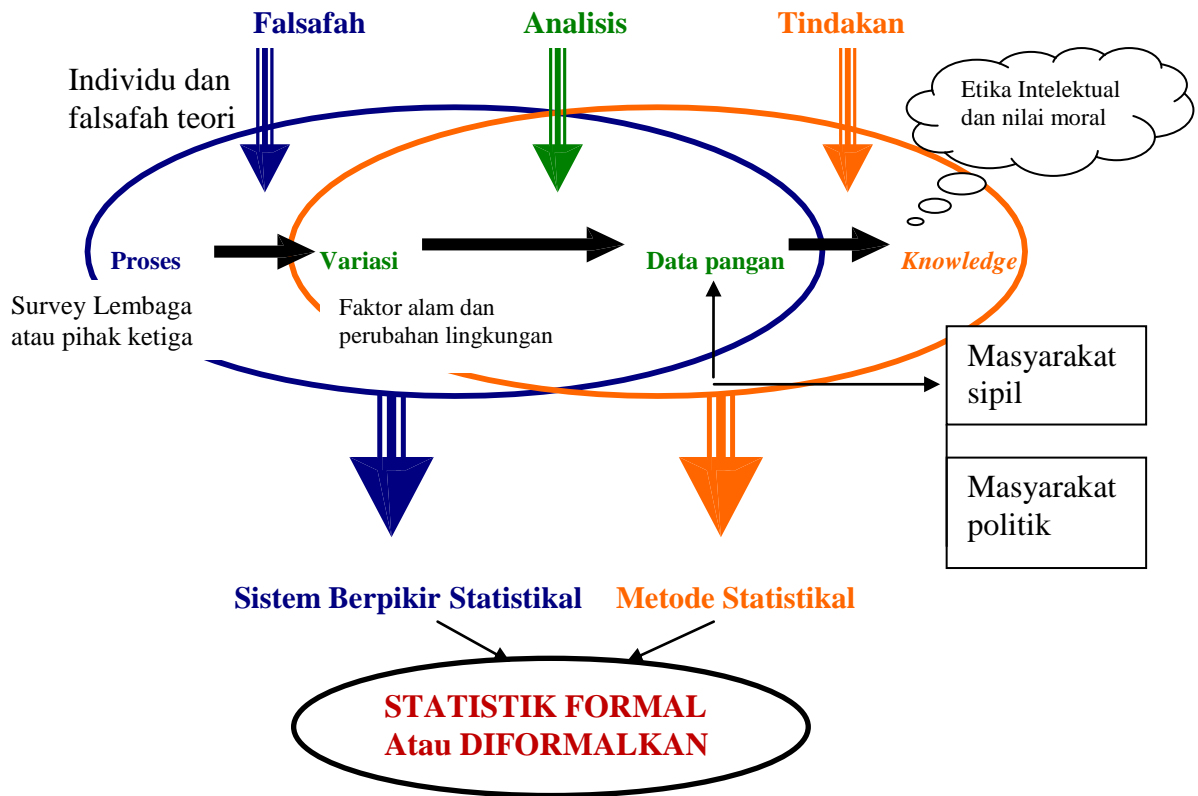 Falsafah
Analisis
Tindakan
Individu dan
falsafah teori
Etika Intelektual
dan nilai moral
Proses
Variasi
Data pangan
Knowledge
Survey Lembaga
atau pihak ketiga
Faktor alam dan
perubahan lingkungan
Masyarakat
sipil
Masyarakat
politik
Sistem Berpikir Statistikal
Metode Statistikal
STATISTIK FORMAL
Atau DIFORMALKAN